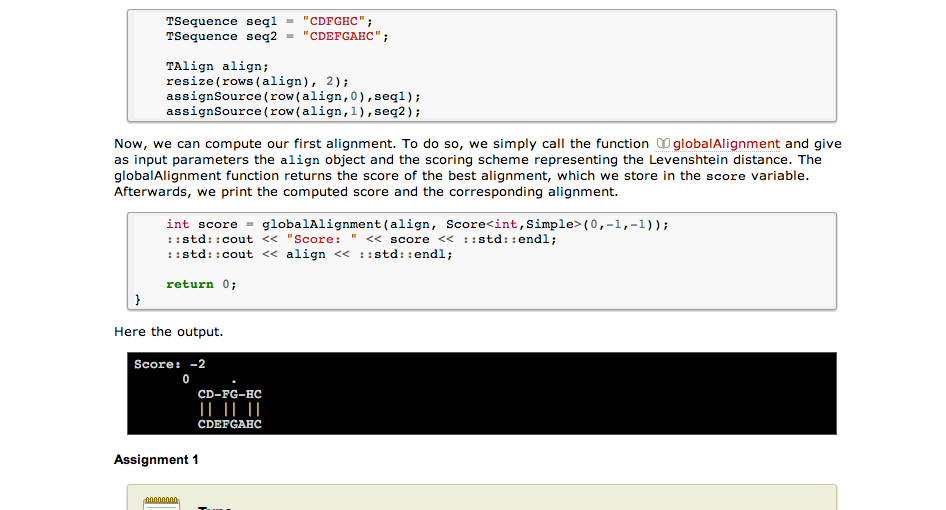 TSequence seq1 = "CDFGHC";
TSequence seq2 = "CDEFGAHC";
TAlign align;
resize(rows(align), 2);
assignSource(row(align,0),seq1);
assignSource(row(align,1),seq2);
Now, we can compute our first alignment. To do so, we simply call the function globalAlignment and give
as input parameters the align object and the scoring scheme representing the Levenshtein distance. The
globalAlignment function returns the score of the best alignment, which we store in the score variable.
Afterwards, we print the computed score and the corresponding alignment.
int score = globalAlignment(align, Score<int,Simple>(0,-1,-1));
::std::cout << "Score: " << score << ::std::endl;
::std::cout << align << ::std::endl;
return 0;
}
Here the output.
Score: -2
0     .
CD-FG-HC
|| || ||
CDEFGAHC
Assignment 1